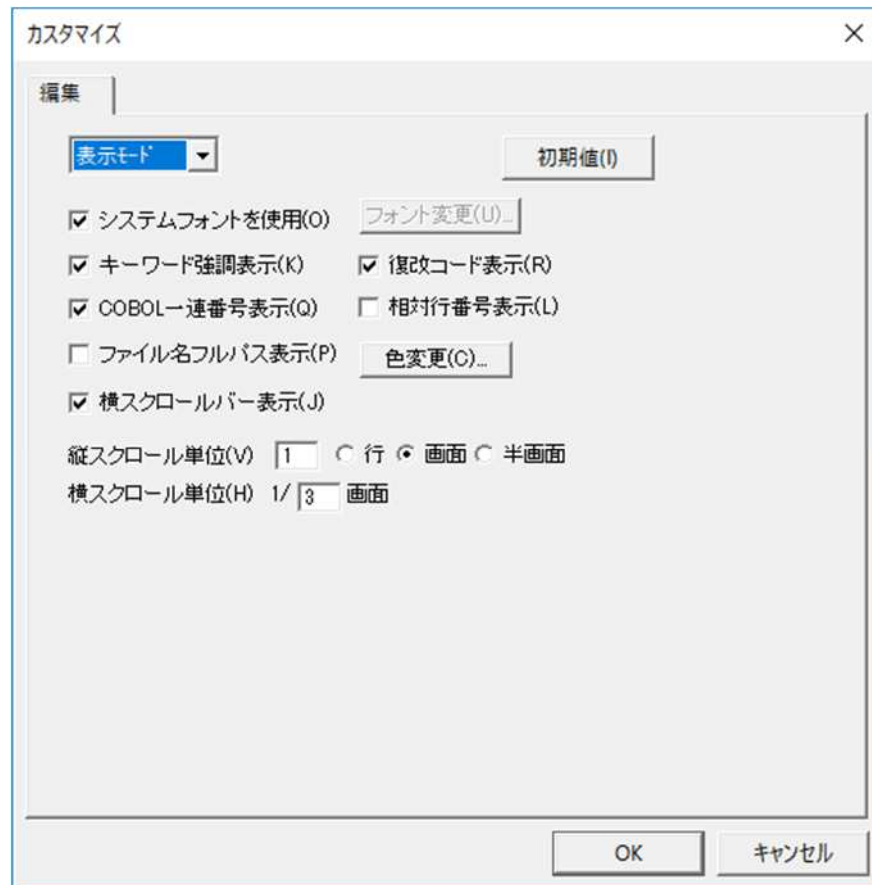 カスタマイズ
編集
表示モード 初期値(I)
システムフォントを使用(O) フォント変更(U)...
キーワード強調表示(K) 復改コード表示(R)
COBOL一連番号表示(Q) 相対行番号表示(L)
ファイル名フルパス表示(P) 色変更(C)...
横スクロールバー表示(J)
縦スクロール単位(V) 1 行 画面 半画面
横スクロール単位(H) 1/ 3 画面
OK キャンセル